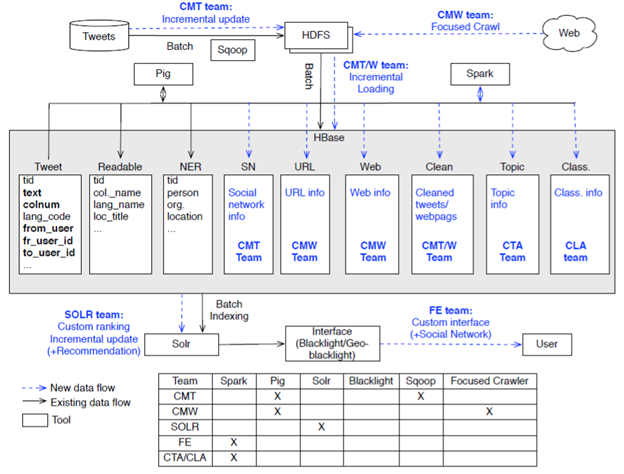 CMT team:
Incremental update
CMW team:
Focused Crawl
Tweets
HDFS
Web
Batch
Sqoop
Batch
CMT/W team:
Incremental
Loading
Pig
Spark
HBase
Tweet Readable NER SN URL Web Clean Topic Class.
tid
text
colnum
lang_code
from_user
fr_user_id
to_user_id
...
tid
col._name
lang_name
loc_title
...
tid
person
org.
location
...
Social
network
info
CMT
Team
URL info
CMW
Team
Web info
CMW
Team
Cleaned
tweets/
webpags
CMT/W
Team
Topic
info
CTA
Team
Class. info
CLA
team
SOLR team:
Custom ranking
Incremental update
(+Recommendation)
Batch
Indexing
FE team:
Custom interface
(+Social Network)
Solr
Interface
(Blacklight/Geo-
blacklight)
User
New data flow
Existing data flow
Tool
Team Spark Pig Solr Blacklight Sqoop Focused Crawler
CMT X X
CMW X X
SOLR X
FE X
CTA/CLA X